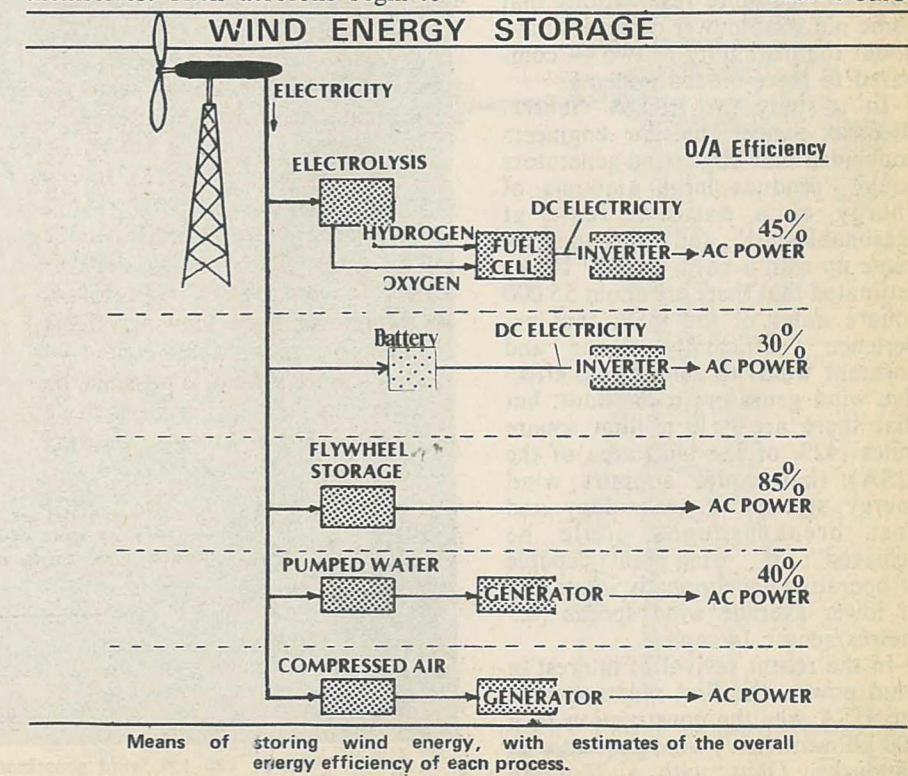 WIND ENERGY STORAGE
ELECTRICITY
O/A Efficiency
ELECTROLYSIS
DC ELECTRICITY
45%
HYDROGEN
FUEL
CELL
INVERTER
AC POWER
OXYGEN
Battery
DC ELECTRICITY
30%
INVERTER
AC POWER
FLYWHEEL
STORAGE
85%
AC POWER
PUMPED WATER
40%
GENERATOR
AC POWER
COMPRESSED AIR
GENERATOR
AC POWER
Means of storing wind energy, with estimates of the overall
energy efficiency of each process.